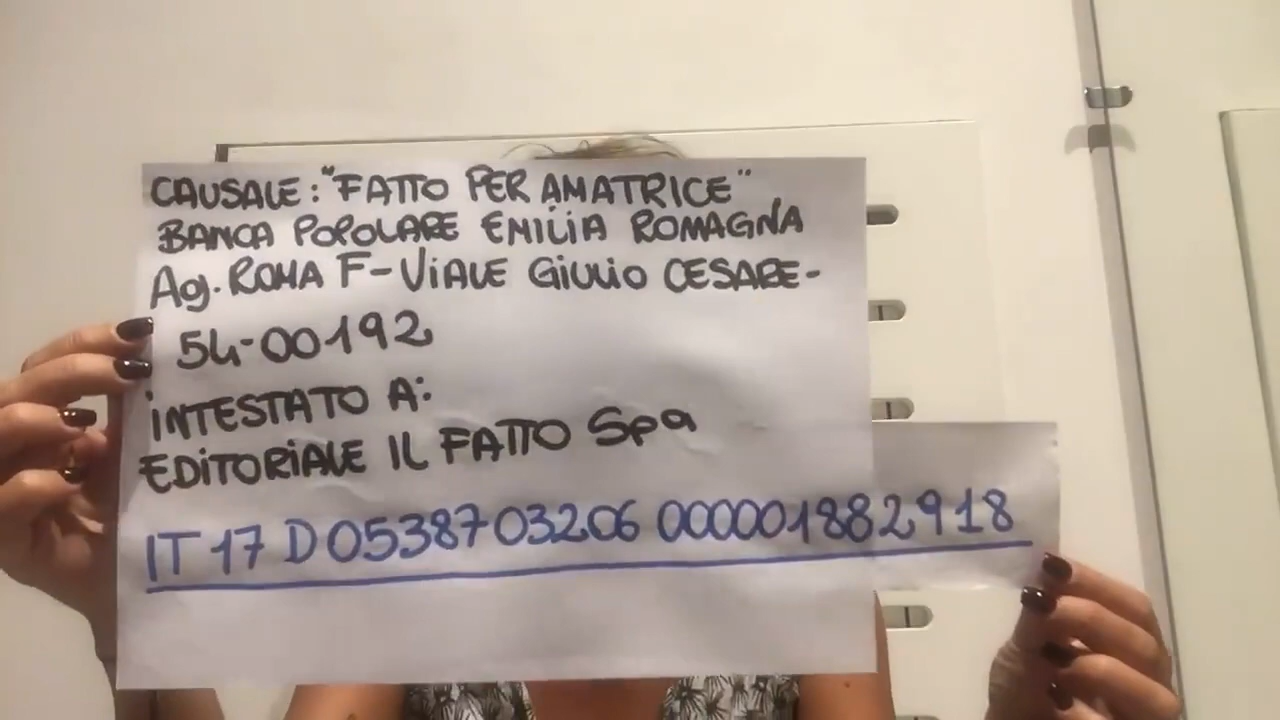 CAUSALE: "FATTO PER AMATRICE"
BANCA POPOLARE EMILIA ROMAGNA
Ag. ROMA F-VIALE GIULIO CESARE-
54-00192
INTESTATO A:
EDITORIALE IL FATTO SpA
IT 17 D 05387 03206 000001882918